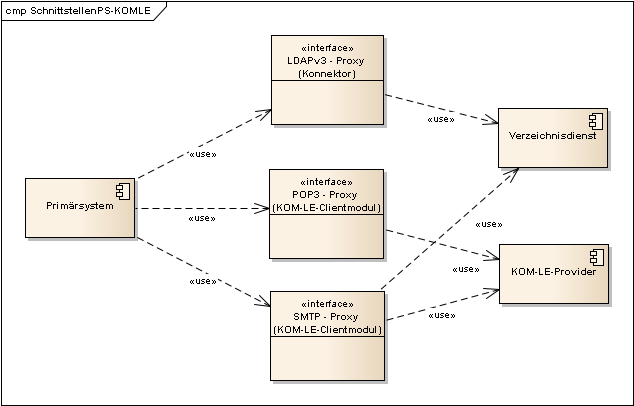 cmp SchnittstellenPS-KOMLE
«interface»
LDAPv3 - Proxy
(Konnektor)
«use»
Verzeichnisdienst
«use»
Primärsystem
«interface»
POP3 - Proxy
(KOM-LE-Clientmodul)
«use»
«use»
KOM-LE-Provider
«use»
«use»
«interface»
SMTP - Proxy
(KOM-LE-Clientmodul)
«use»